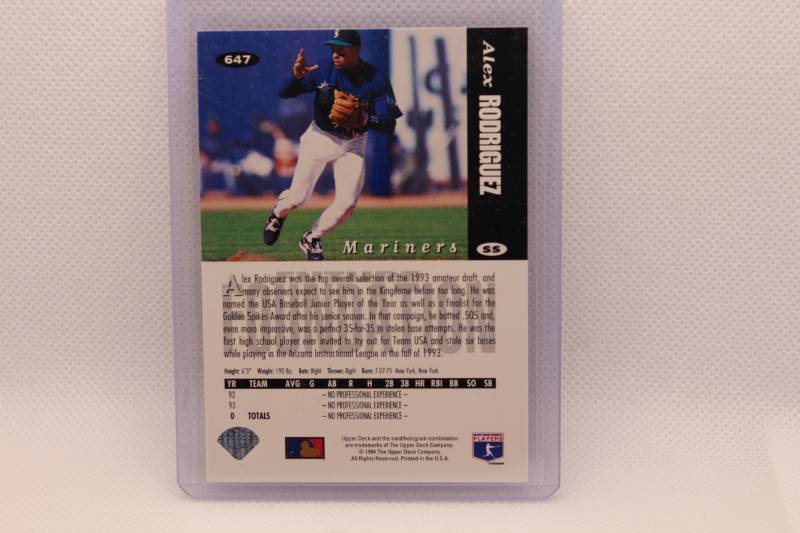 647
Alex RODRIGUEZ
Mariners
SS
Alex Rodriguez was the top overall selection of the 1993 amateur draft, and
many observers expect to see him in the Kingdome before too long. He was
named the USA Baseball Junior Player of the Year as well as a finalist for the
Golden Spikes Award after his senior season. In that campaign, he batted .505 and,
even more impressive, was a perfect 35-for-35 in stolen base attempts. He was the
first high school player ever invited to try out for Team USA and stole six bases
while playing in the Arizona Instructional League in the fall of 1993.
Height: 6'3" Weight: 190 lbs. Bats: Right Throws: Right Born: 7-27-75 New York, New York
YR TEAM AVG G AB R H 2B 3B HR RBI BB SO SB
92 – NO PROFESSIONAL EXPERIENCE –
93 – NO PROFESSIONAL EXPERIENCE –
0 TOTALS – NO PROFESSIONAL EXPERIENCE –
Upper Deck and the card/hologram combination
are trademarks of The Upper Deck Company.
© 1994 The Upper Deck Company.
All Rights Reserved. Printed in the U.S.A.
PLAYERS